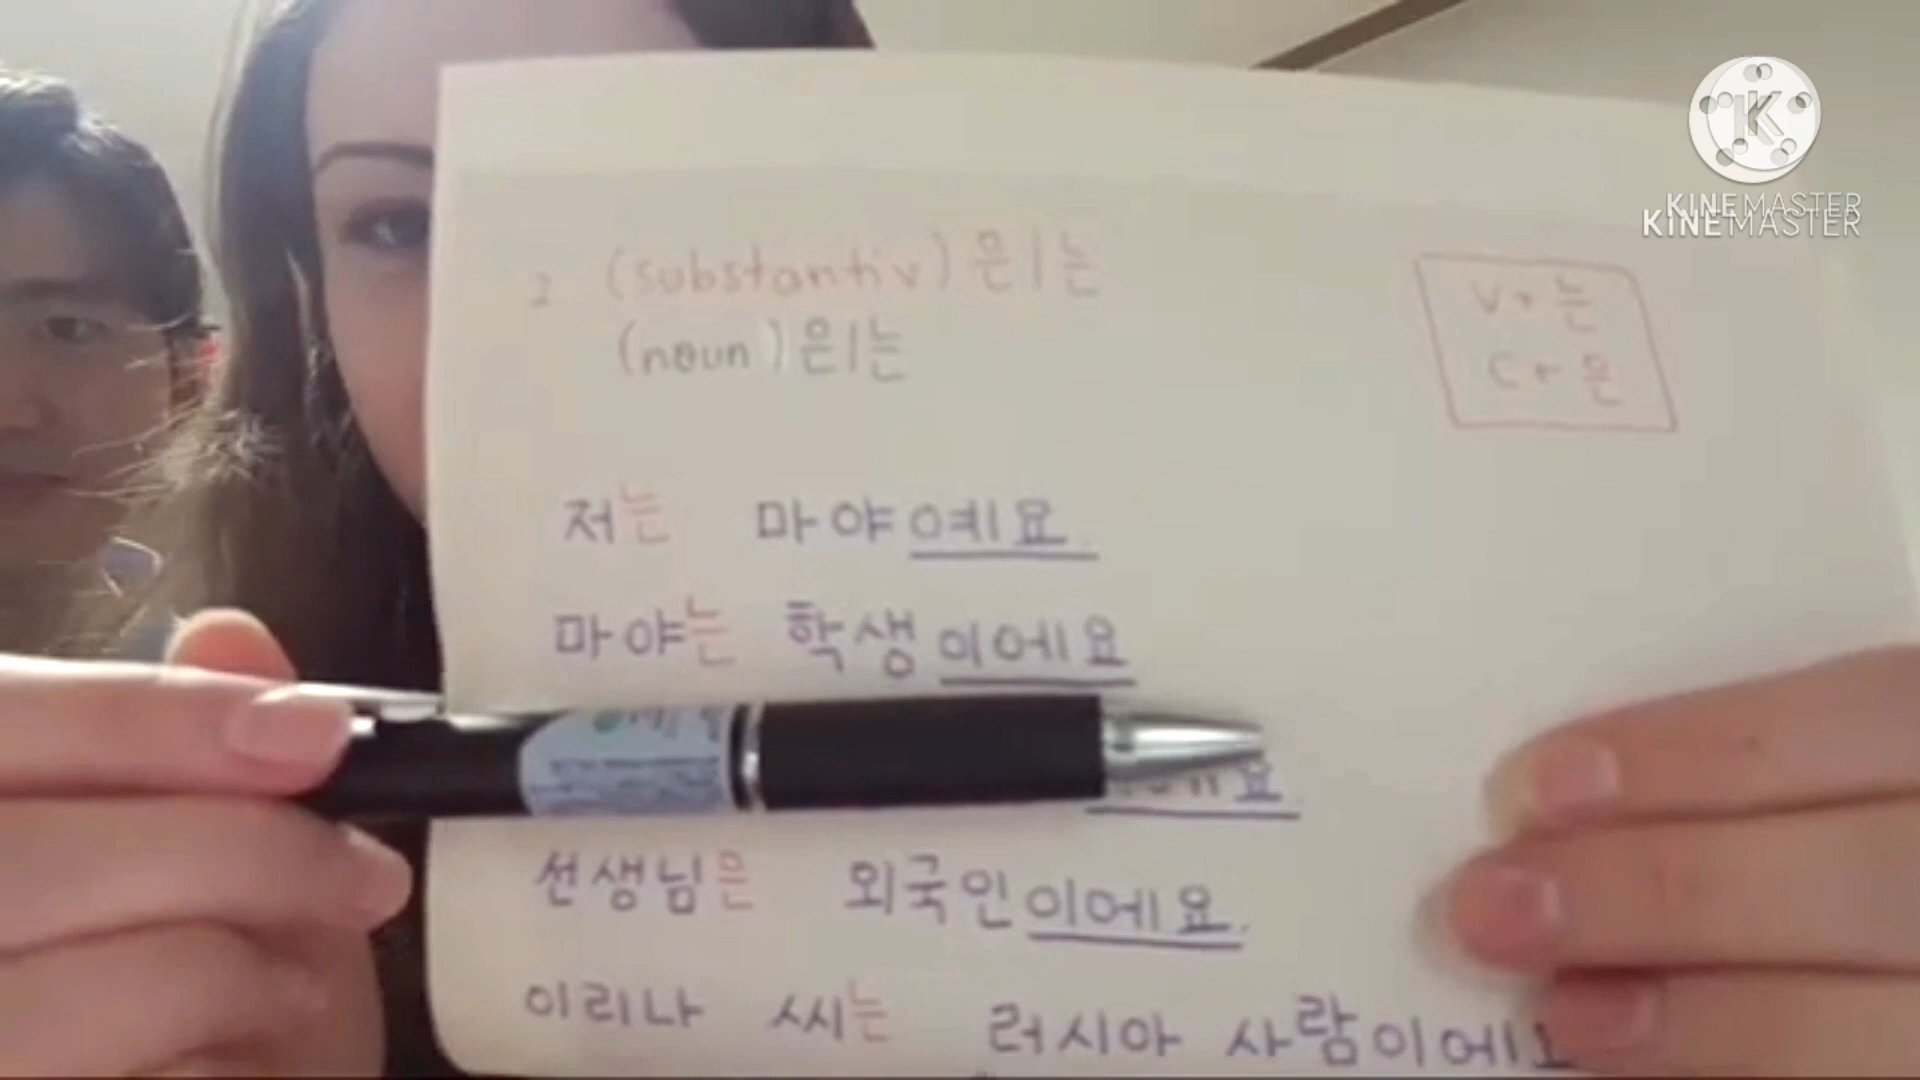 KINEMASTER
KINEMASTER
2 (substantiv) 은/는
(noun) 은/는
V+ 는
C+ 은
저는 마야예요.
마야는 학생이에요
요
선생님은 외국인이에요.
이리나 씨는 러시아 사람이에요